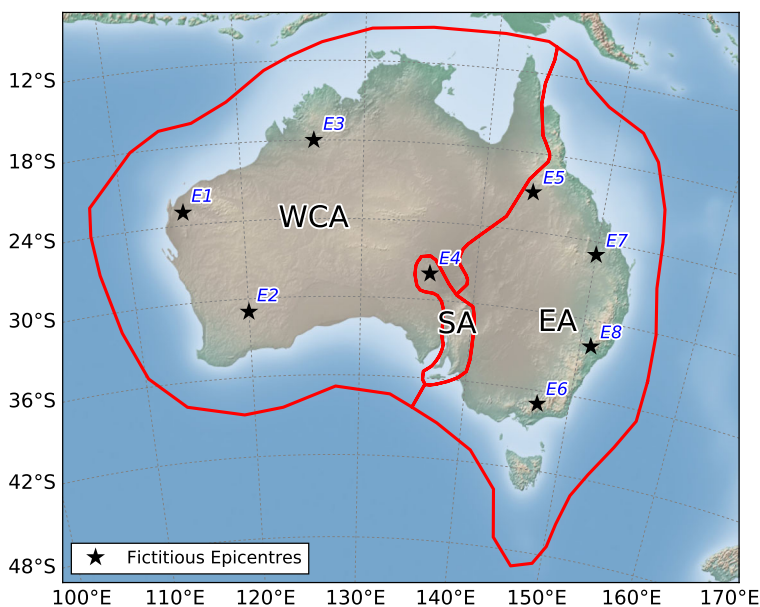 12°S
18°S
24°S
30°S
36°S
42°S
48°S
E3
E5
E1
WCA
E7
E4
E2
SA
EA
E8
E6
Fictitious Epicentres
100°E 110°E 120°E 130°E 140°E 150°E 160°E 170°E